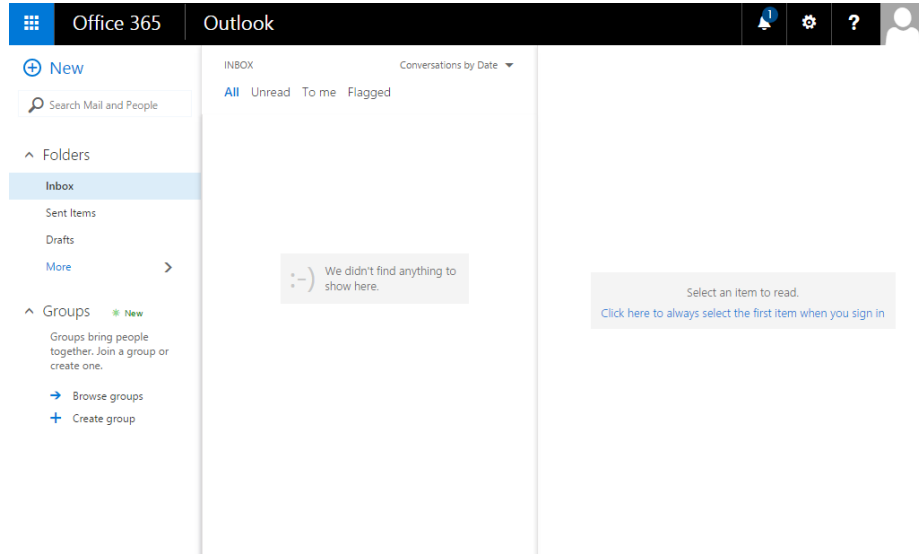 Office 365
Outlook
1
?
New
Search Mail and People
Folders
Inbox
Sent Items
Drafts
More
Groups
New
Groups bring people
together. Join a group or
create one.
Browse groups
Create group
INBOX
Conversations by Date
All Unread To me Flagged
:-)
We didn't find anything to
show here.
Select an item to read.
Click here to always select the first item when you sign in